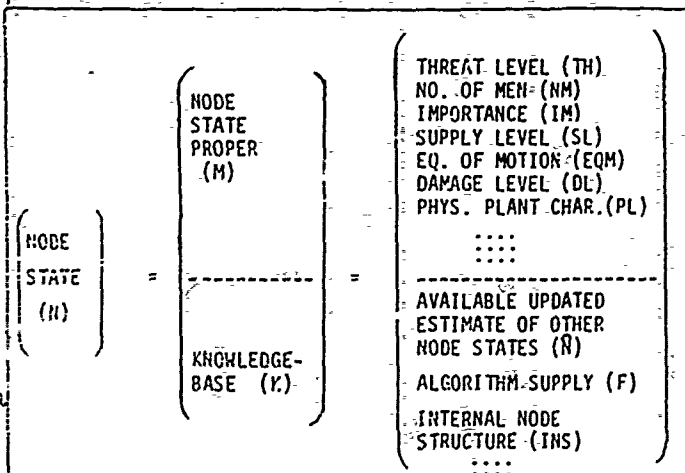 NODE
STATE
(N)
=
NODE
STATE
PROPER
(M)
KNOWLEDGE-
BASE (K)
=
THREAT LEVEL (TH)
NO. OF MEN (NM)
IMPORTANCE (IM)
SUPPLY LEVEL (SL)
EQ. OF MOTION (EQM)
DAMAGE LEVEL (DL)
PHYS. PLANT CHAR.(PL)
::::
AVAILABLE UPDATED
ESTIMATE OF OTHER
NODE STATES (N̂)
ALGORITHM SUPPLY (F)
INTERNAL NODE
STRUCTURE (INS)
....